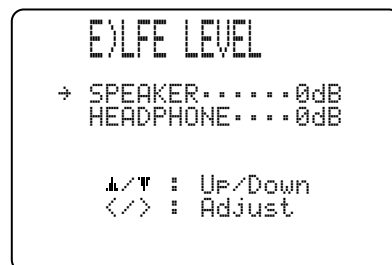 E)LFE LEVEL
→ SPEAKER······0dB
HEADPHONE····0dB
▲/▼ : Up/Down
</> : Adjust